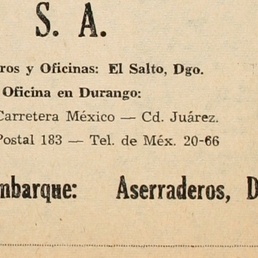 S. A.
ros y Oficinas: El Salto, Dgo.
Oficina en Durango:
Carretera México — Cd. Juárez.
Postal 183 — Tel. de Méx. 20-66
mbarque: Aserraderos, D